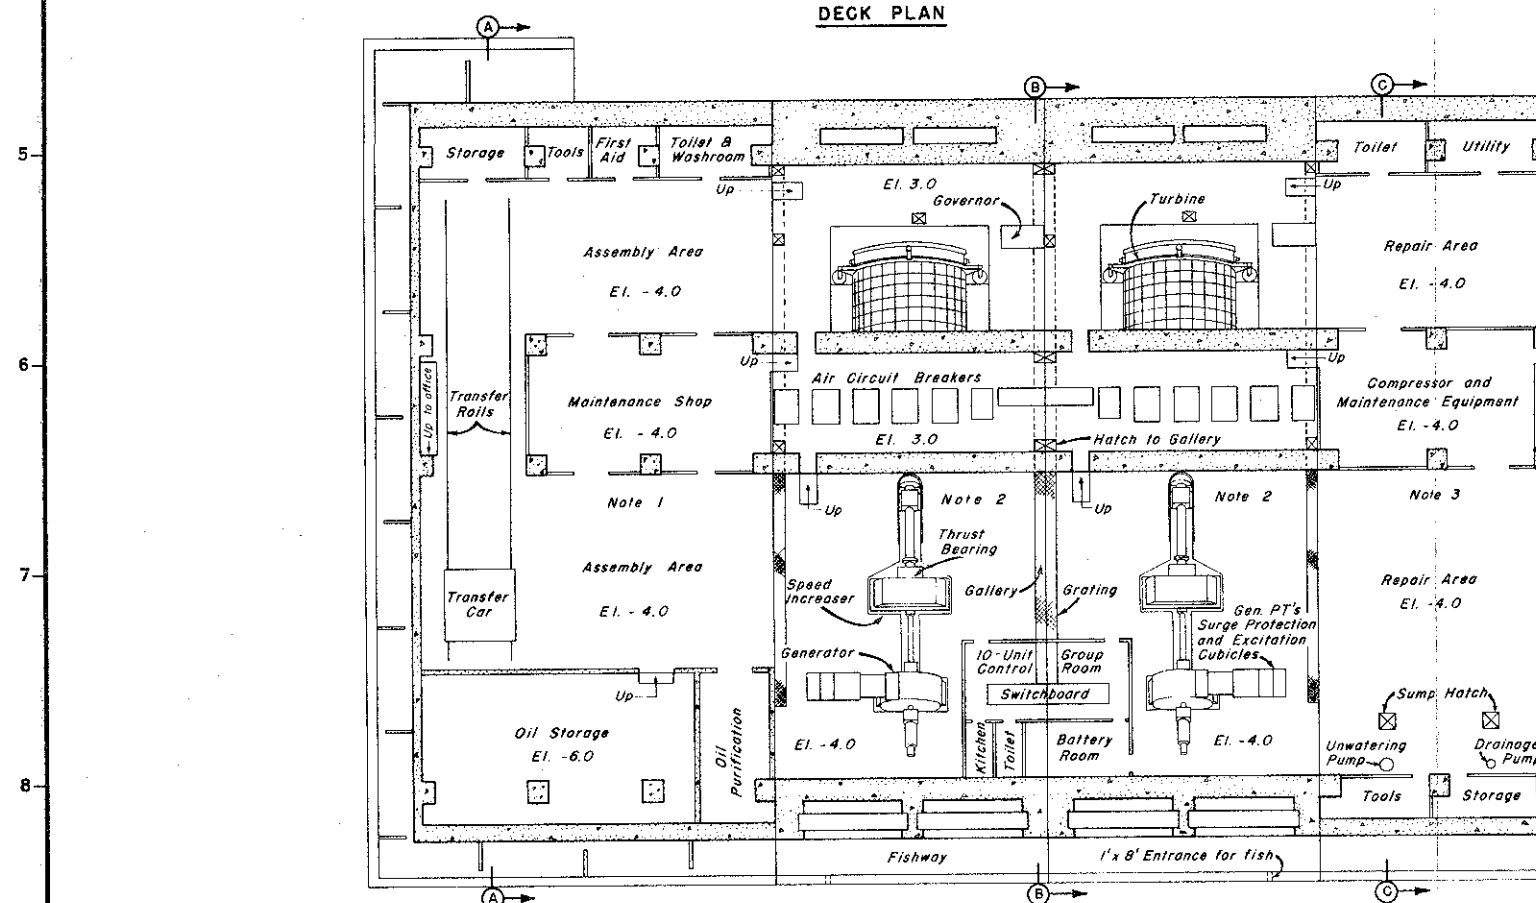 DECK PLAN
A
B
C
5
Storage
Tools
First
Aid
Toilet &
Washroom
Toilet
Utility
Up
El. 3.0
Governor
Turbine
Up
Assembly Area
El. -4.0
Repair Area
El. -4.0
6
Up to office
Transfer
Rails
Maintenance Shop
El. -4.0
Up
Air Circuit Breakers
El. 3.0
Hatch to Gallery
Up
Compressor and
Maintenance Equipment
El. -4.0
Note 1
Up
Note 2
Up
Note 2
Note 3
7
Transfer
Car
Assembly Area
El. -4.0
Thrust
Bearing
Speed
Increaser
Gallery
Grating
Gen. PT's
Surge Protection
and Excitation
Cubicles
Repair Area
El. -4.0
Generator
10-Unit Group
Control Room
Switchboard
Up
Sump Hatch
Oil Storage
El. -6.0
Oil
Purification
El. -4.0
Kitchen
Toilet
Battery
Room
El. -4.0
Unwatering
Pump
Drainage
Pump
8
Tools
Storage
Fishway
1' x 8' Entrance for fish
A
B
C